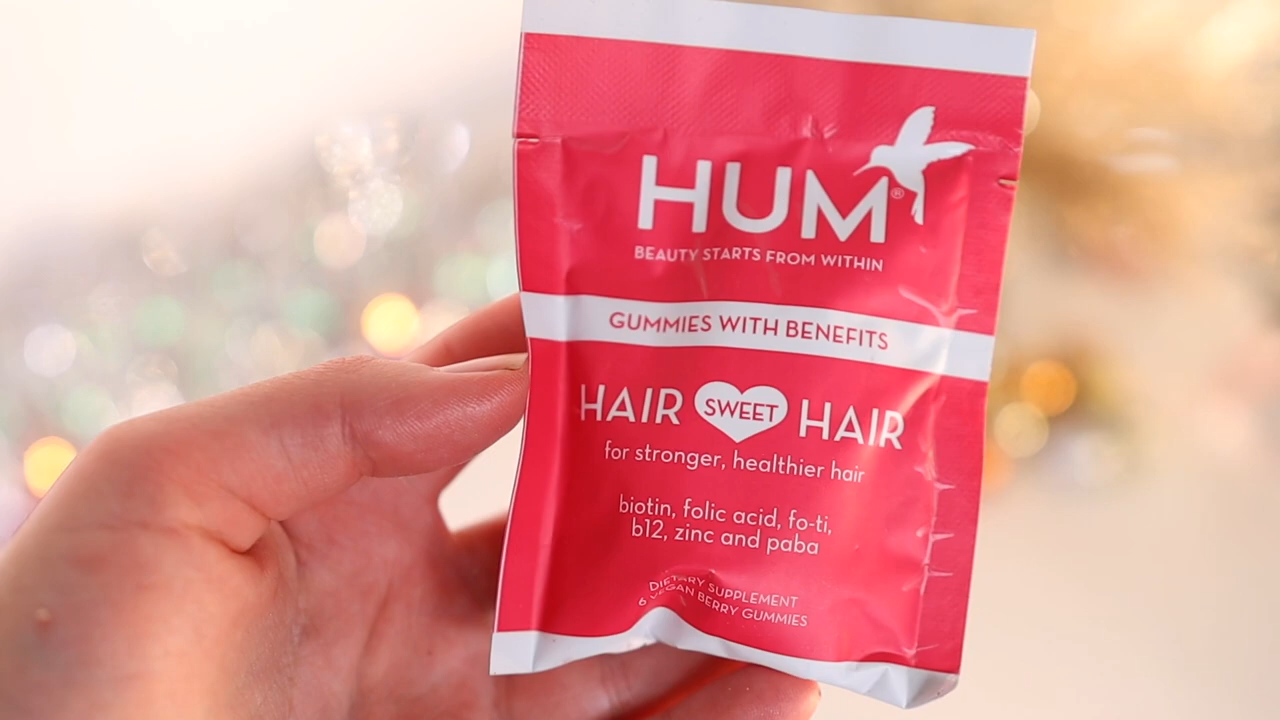 HUM®
BEAUTY STARTS FROM WITHIN
GUMMIES WITH BENEFITS
HAIR SWEET HAIR
for stronger, healthier hair
biotin, folic acid, fo-ti,
b12, zinc and paba
DIETARY SUPPLEMENT
6 VEGAN BERRY GUMMIES